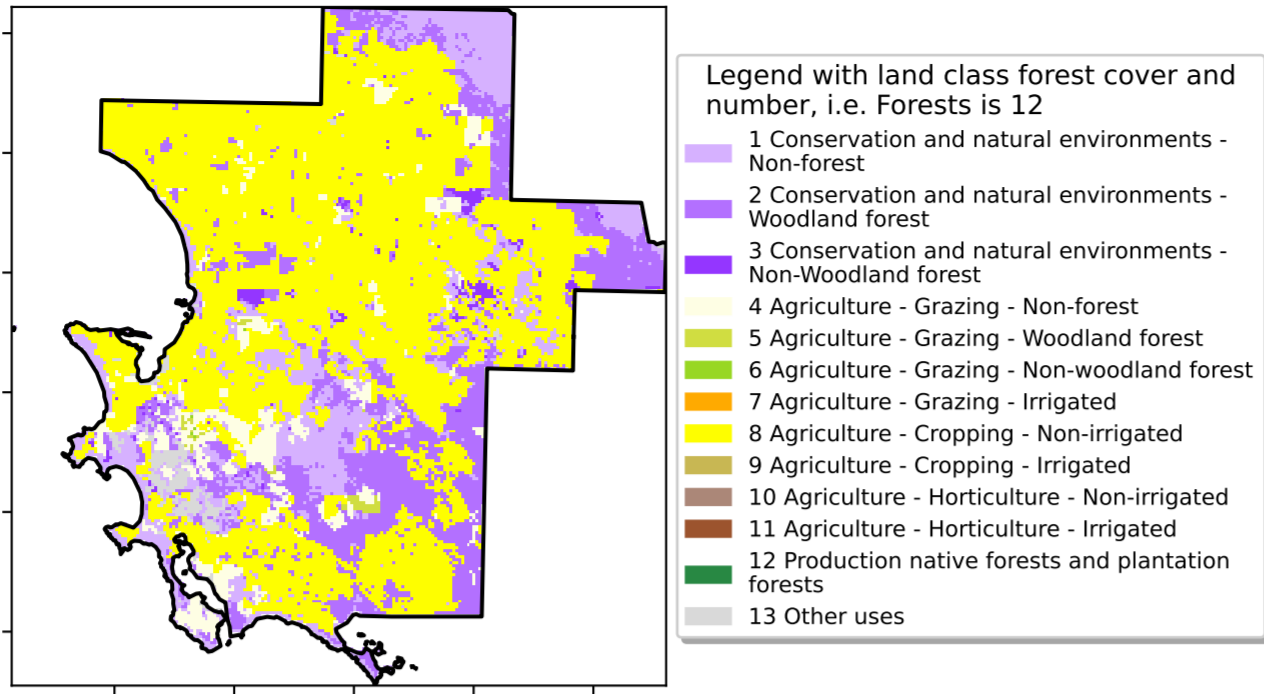 Legend with land class forest cover and
number, i.e. Forests is 12
1 Conservation and natural environments -
Non-forest
2 Conservation and natural environments -
Woodland forest
3 Conservation and natural environments -
Non-Woodland forest
4 Agriculture - Grazing - Non-forest
5 Agriculture - Grazing - Woodland forest
6 Agriculture - Grazing - Non-woodland forest
7 Agriculture - Grazing - Irrigated
8 Agriculture - Cropping - Non-irrigated
9 Agriculture - Cropping - Irrigated
10 Agriculture - Horticulture - Non-irrigated
11 Agriculture - Horticulture - Irrigated
12 Production native forests and plantation
forests
13 Other uses